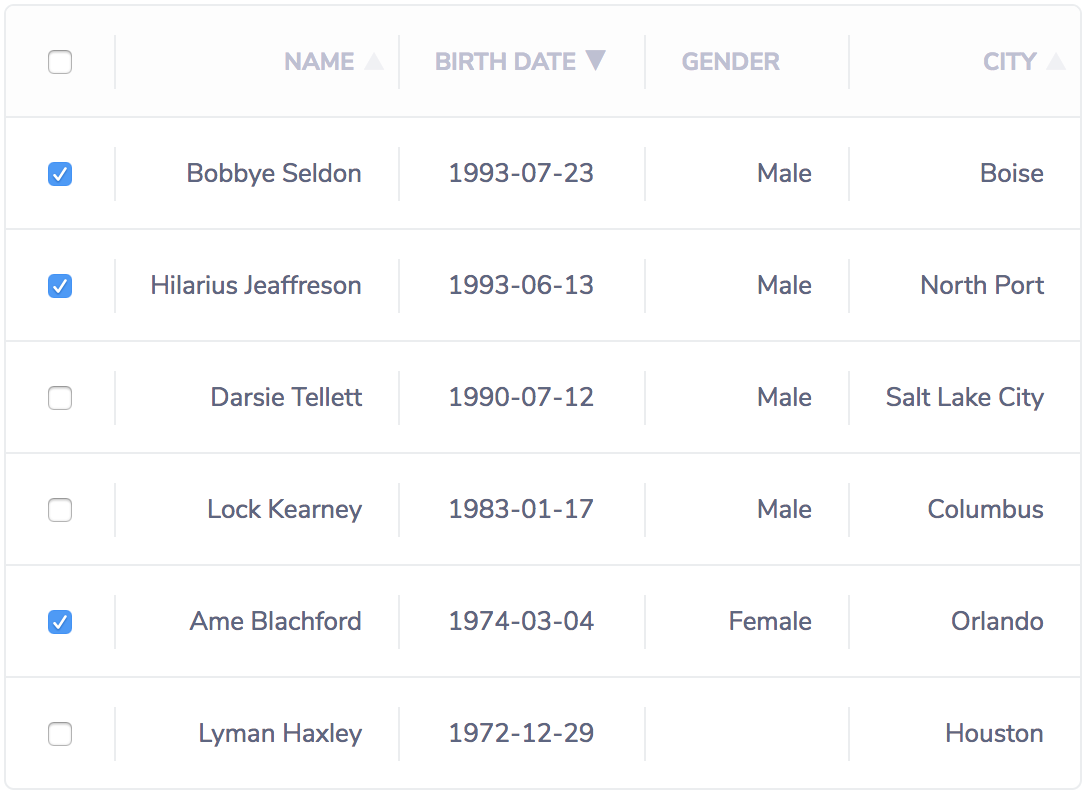 NAME BIRTH DATE GENDER CITY
Bobbye Seldon 1993-07-23 Male Boise
Hilarius Jeaffreson 1993-06-13 Male North Port
Darsie Tellett 1990-07-12 Male Salt Lake City
Lock Kearney 1983-01-17 Male Columbus
Ame Blachford 1974-03-04 Female Orlando
Lyman Haxley 1972-12-29 Houston